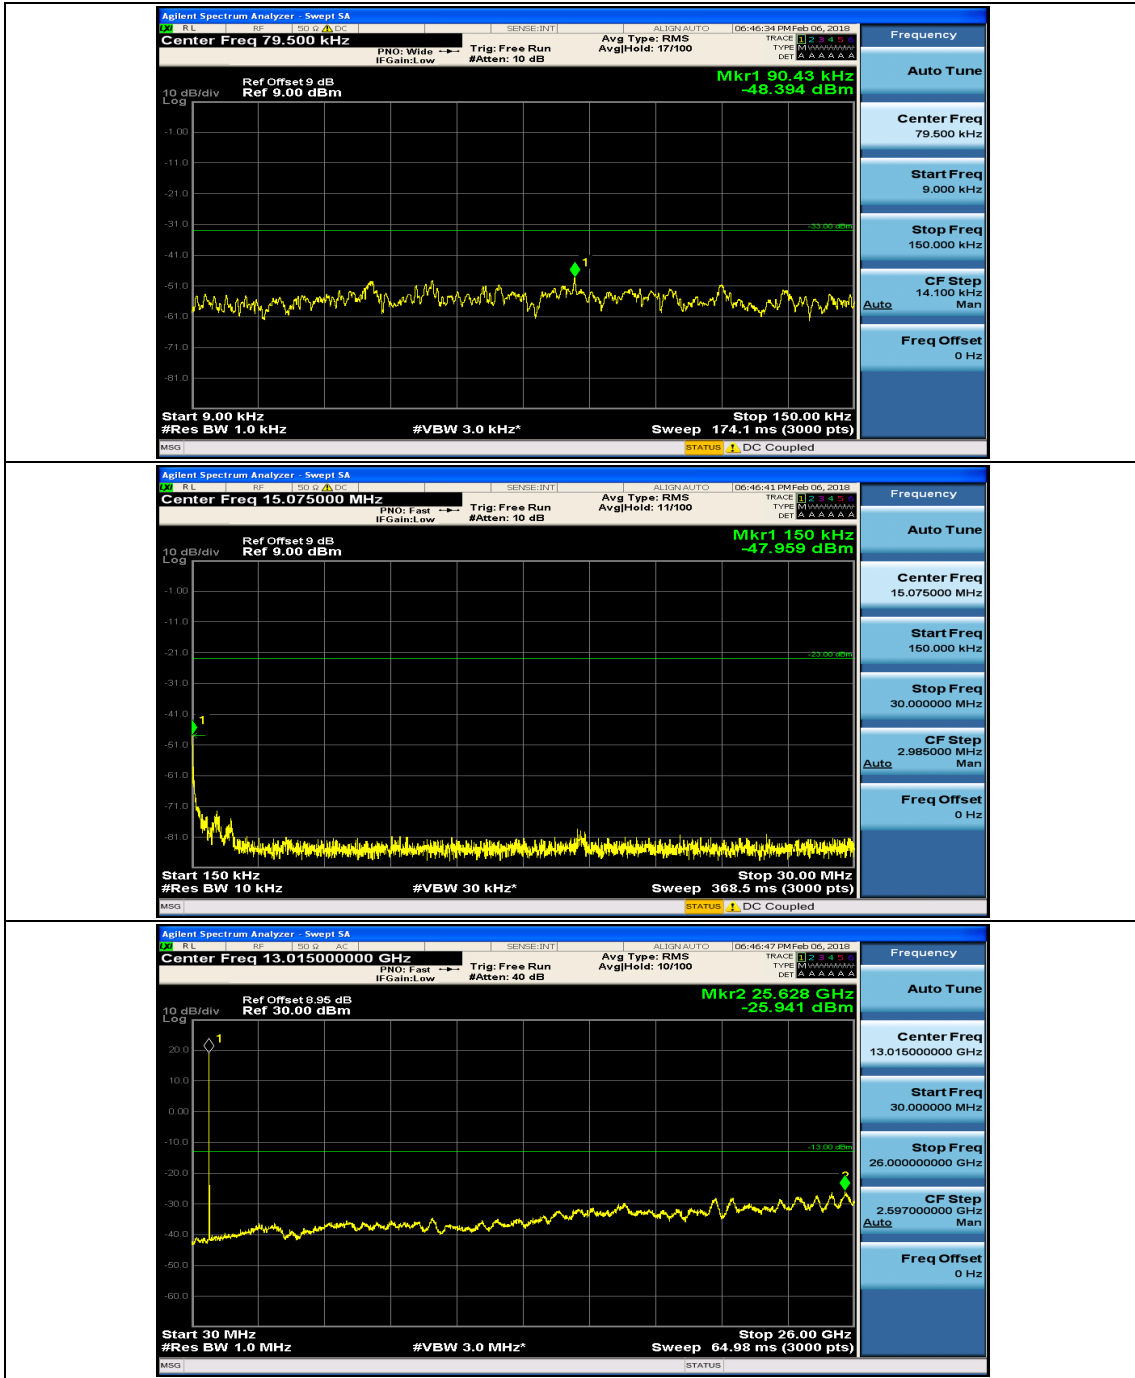 Agilent Spectrum Analyzer - Swept SA
LXI RL RF 50 Ω DC SENSE:INT ALIGN AUTO 06:46:34 PM Feb 06, 2018
Center Freq 79.500 kHz
PNO: Wide
IFGain:Low
Trig: Free Run
#Atten: 10 dB
Avg Type: RMS
Avg|Hold: 17/100
TRACE 1 2 3 4 5 6
TYPE M
DET A A A A A A
Ref Offset 9 dB
Ref 9.00 dBm
10 dB/div
Log
Mkr1 90.43 kHz
-48.394 dBm
-1.00
-11.0
-21.0
-31.0
-33.00 dBm
-41.0
1
-51.0
-61.0
-71.0
-81.0
Start 9.00 kHz
Stop 150.00 kHz
#Res BW 1.0 kHz
#VBW 3.0 kHz*
Sweep 174.1 ms (3000 pts)
MSG
STATUS DC Coupled
Frequency
Auto Tune
Center Freq
79.500 kHz
Start Freq
9.000 kHz
Stop Freq
150.000 kHz
CF Step
14.100 kHz
Auto Man
Freq Offset
0 Hz
Agilent Spectrum Analyzer - Swept SA
LXI RL RF 50 Ω DC SENSE:INT ALIGN AUTO 06:46:41 PM Feb 06, 2018
Center Freq 15.075000 MHz
PNO: Fast
IFGain:Low
Trig: Free Run
#Atten: 10 dB
Avg Type: RMS
Avg|Hold: 11/100
TRACE 1 2 3 4 5 6
TYPE M
DET A A A A A A
Ref Offset 9 dB
Ref 9.00 dBm
10 dB/div
Log
Mkr1 150 kHz
-47.959 dBm
-1.00
-11.0
-21.0
-23.00 dBm
-31.0
-41.0
1
-51.0
-61.0
-71.0
-81.0
Start 150 kHz
Stop 30.00 MHz
#Res BW 10 kHz
#VBW 30 kHz*
Sweep 368.5 ms (3000 pts)
MSG
STATUS DC Coupled
Frequency
Auto Tune
Center Freq
15.075000 MHz
Start Freq
150.000 kHz
Stop Freq
30.000000 MHz
CF Step
2.985000 MHz
Auto Man
Freq Offset
0 Hz
Agilent Spectrum Analyzer - Swept SA
LXI RL RF 50 Ω AC SENSE:INT ALIGN AUTO 06:46:47 PM Feb 06, 2018
Center Freq 13.015000000 GHz
PNO: Fast
IFGain:Low
Trig: Free Run
#Atten: 40 dB
Avg Type: RMS
Avg|Hold: 10/100
TRACE 1 2 3 4 5 6
TYPE M
DET A A A A A A
Ref Offset 8.95 dB
Ref 30.00 dBm
10 dB/div
Log
Mkr2 25.628 GHz
-25.941 dBm
1
20.0
10.0
0.00
-10.0
-13.00 dBm
-20.0
2
-30.0
-40.0
-50.0
-60.0
Start 30 MHz
Stop 26.00 GHz
#Res BW 1.0 MHz
#VBW 3.0 MHz*
Sweep 64.98 ms (3000 pts)
MSG
STATUS
Frequency
Auto Tune
Center Freq
13.015000000 GHz
Start Freq
30.000000 MHz
Stop Freq
26.000000000 GHz
CF Step
2.597000000 GHz
Auto Man
Freq Offset
0 Hz